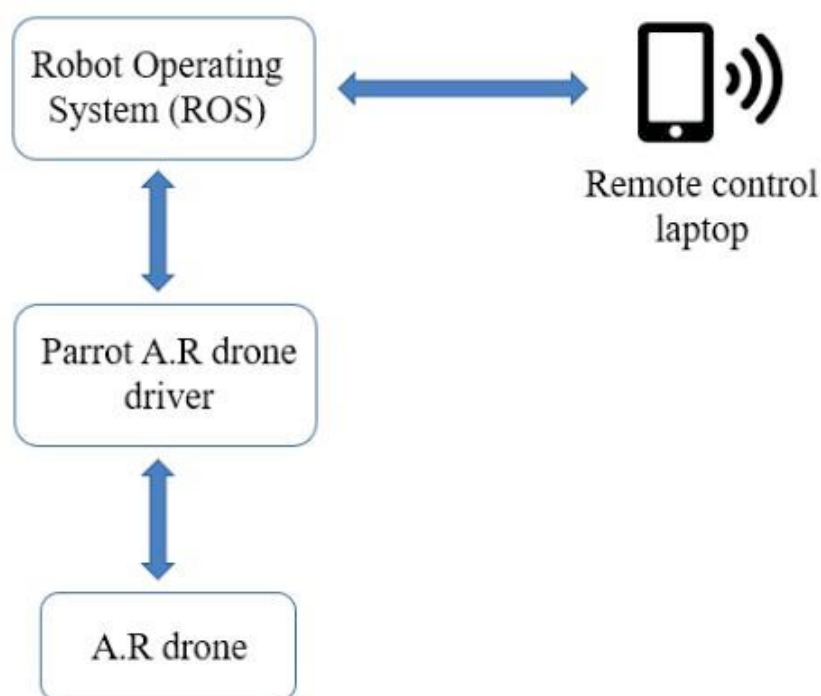 Robot Operating
System (ROS)
Remote control
laptop
Parrot A.R drone
driver
A.R drone